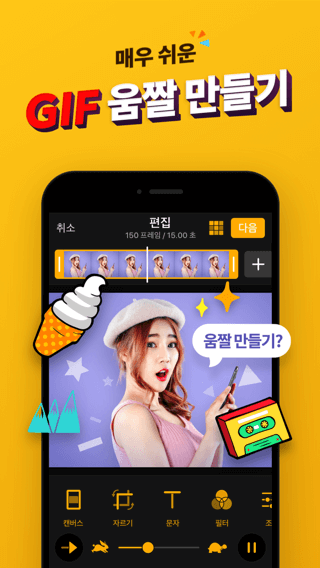 매우 쉬운
GIF 움짤 만들기
취소
편집
150 프레임 / 15.00 초
다음
움짤 만들기?
캔버스
자르기
문자
필터